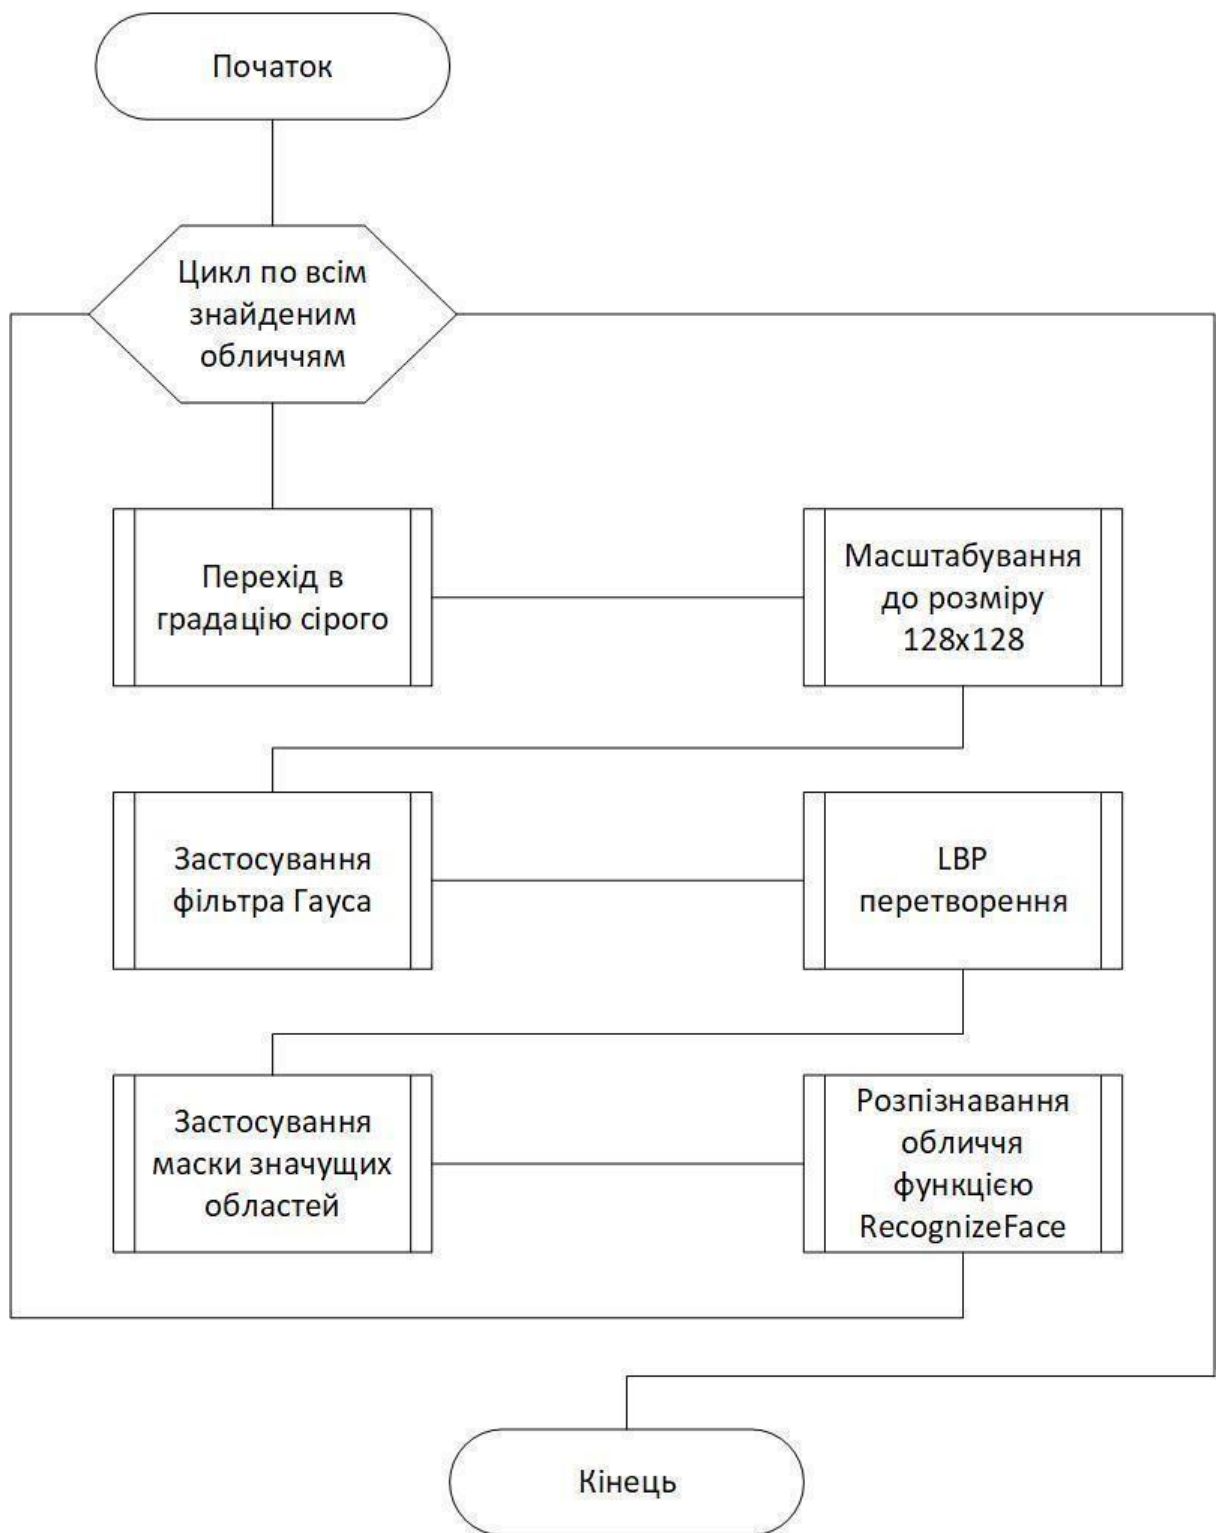 Початок
Цикл по всім
знайденим
обличчям
Перехід в
градацію сірого
Масштабування
до розміру
128x128
Застосування
фільтра Гауса
LBP
перетворення
Застосування
маски значущих
областей
Розпізнавання
обличчя
функцією
RecognizeFace
Кінець